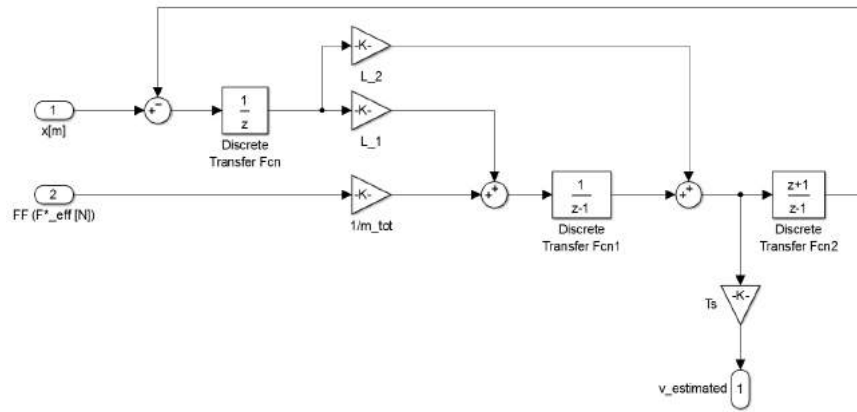 -K-
L_2
1
x[m]
+
−
1
z
Discrete
Transfer Fcn
-K-
L_1
2
FF (F*_eff [N])
-K-
1/m_tot
+
+
1
z-1
Discrete
Transfer Fcn1
+
+
z+1
z-1
Discrete
Transfer Fcn2
Ts
-K-
v_estimated
1